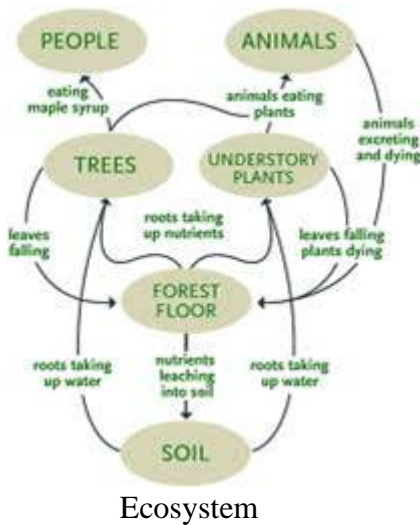 PEOPLE
ANIMALS
eating
maple syrup
animals eating
plants
animals
excreting
and dying
TREES
UNDERSTORY
PLANTS
roots taking
up nutrients
leaves
falling
leaves falling
plants dying
FOREST
FLOOR
roots taking
up water
nutrients
leaching
into soil
roots taking
up water
SOIL
Ecosystem